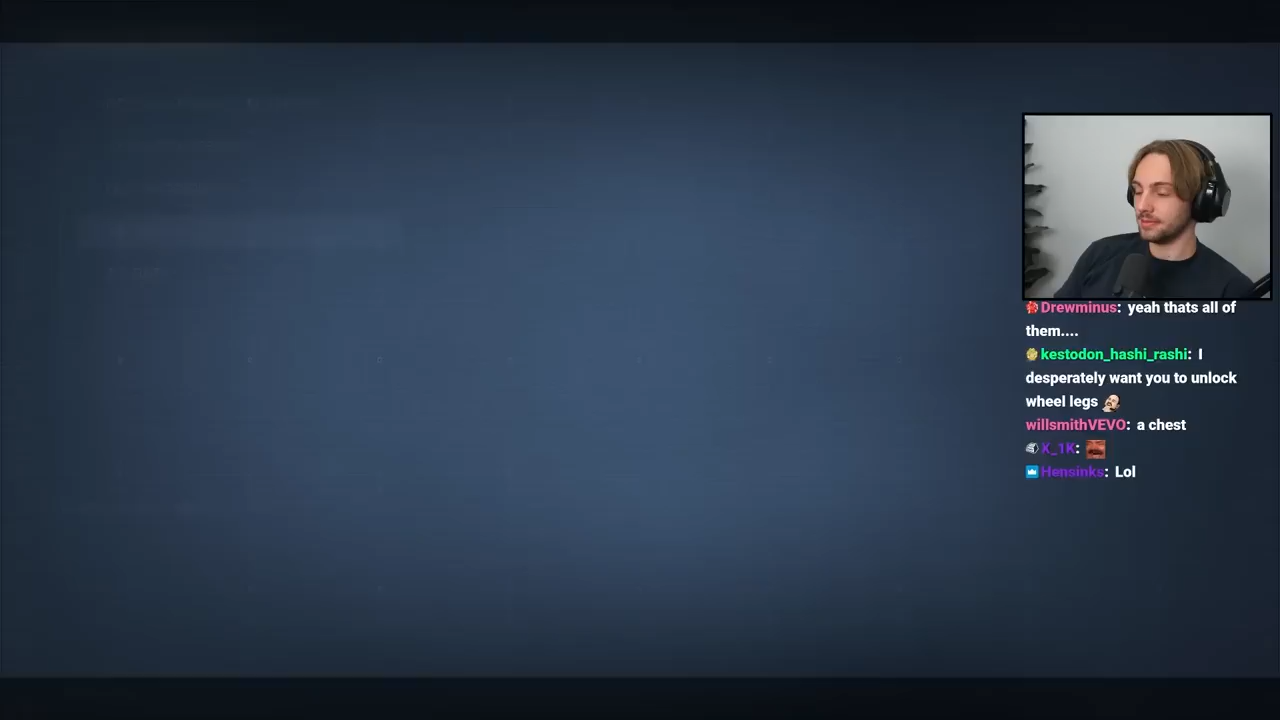 Drewminus: yeah thats all of
them....
kestodon_hashi_rashi: I
desperately want you to unlock
wheel legs
willsmithVEVO: a chest
K_1K:
Hensinks: Lol